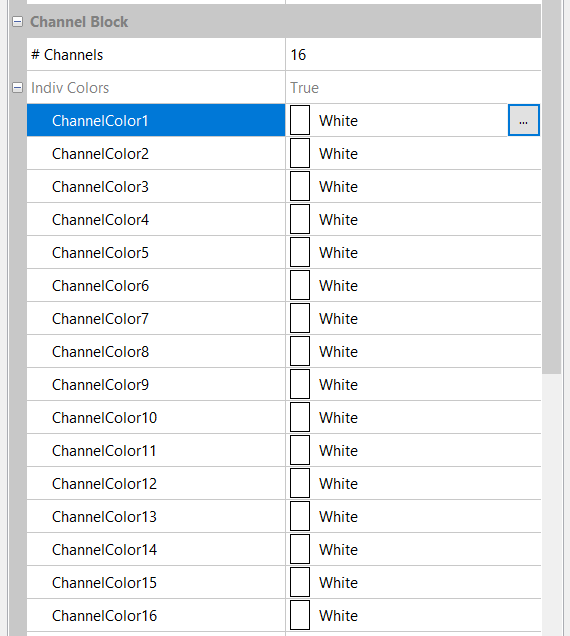 Channel Block
# Channels 16
Indiv Colors True
ChannelColor1 White ...
ChannelColor2 White
ChannelColor3 White
ChannelColor4 White
ChannelColor5 White
ChannelColor6 White
ChannelColor7 White
ChannelColor8 White
ChannelColor9 White
ChannelColor10 White
ChannelColor11 White
ChannelColor12 White
ChannelColor13 White
ChannelColor14 White
ChannelColor15 White
ChannelColor16 White